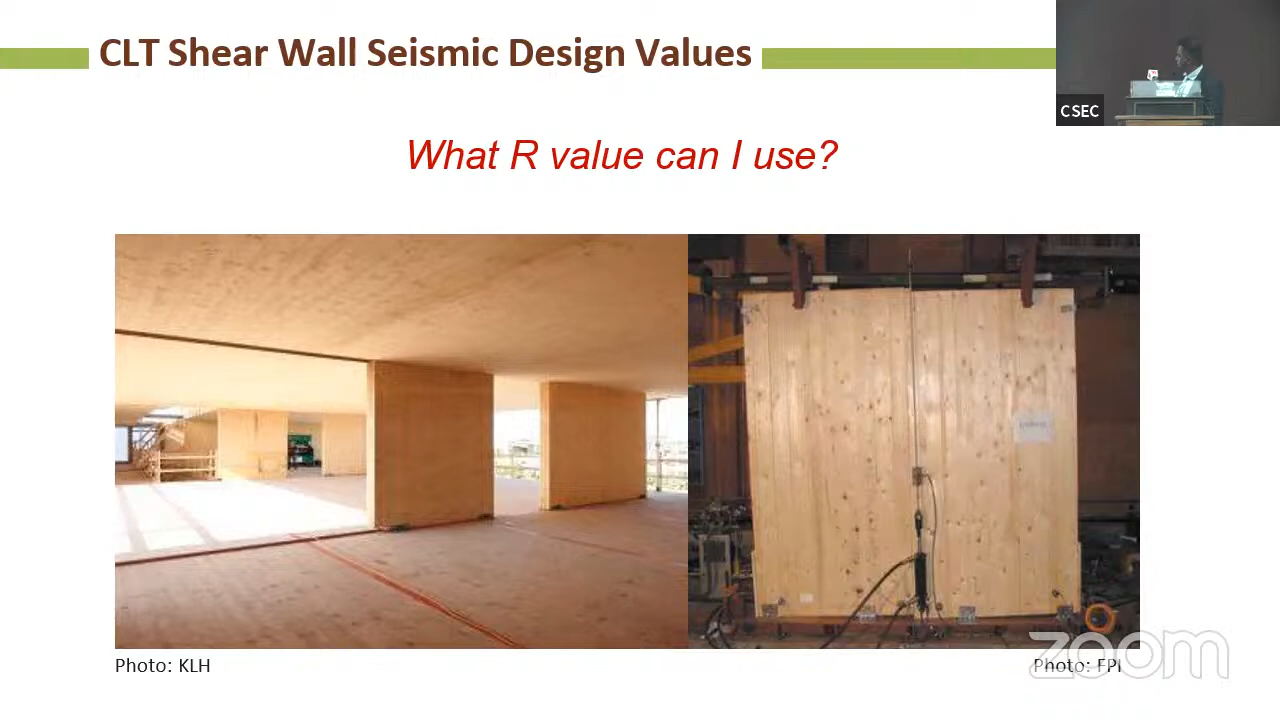 CLT Shear Wall Seismic Design Values
CSEC
What R value can I use?
Photo: KLH
Photo: FPI
zoom